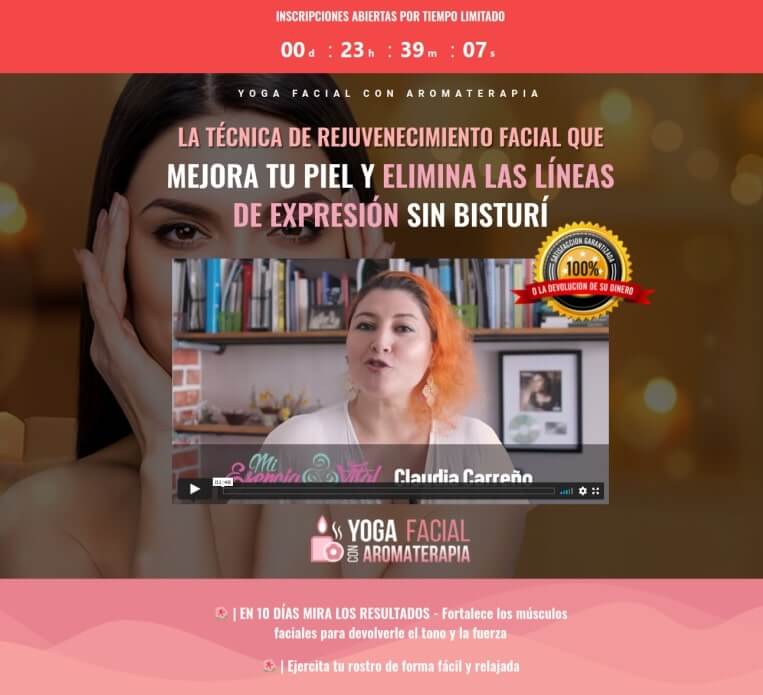 INSCRIPCIONES ABIERTAS POR TIEMPO LIMITADO
00 d : 23 h : 39 m : 07 s
YOGA FACIAL CON AROMATERAPIA
LA TÉCNICA DE REJUVENECIMIENTO FACIAL QUE
MEJORA TU PIEL Y ELIMINA LAS LÍNEAS
DE EXPRESIÓN SIN BISTURÍ
SATISFACCION GARANTIZADA
100%
O LA DEVOLUCION DE SU DINERO
Mi
Esencia Vital
Claudia Carreño
01:46
YOGA FACIAL
CON AROMATERAPIA
| EN 10 DÍAS MIRA LOS RESULTADOS - Fortalece los músculos
faciales para devolverle el tono y la fuerza
| Ejercita tu rostro de forma fácil y relajada